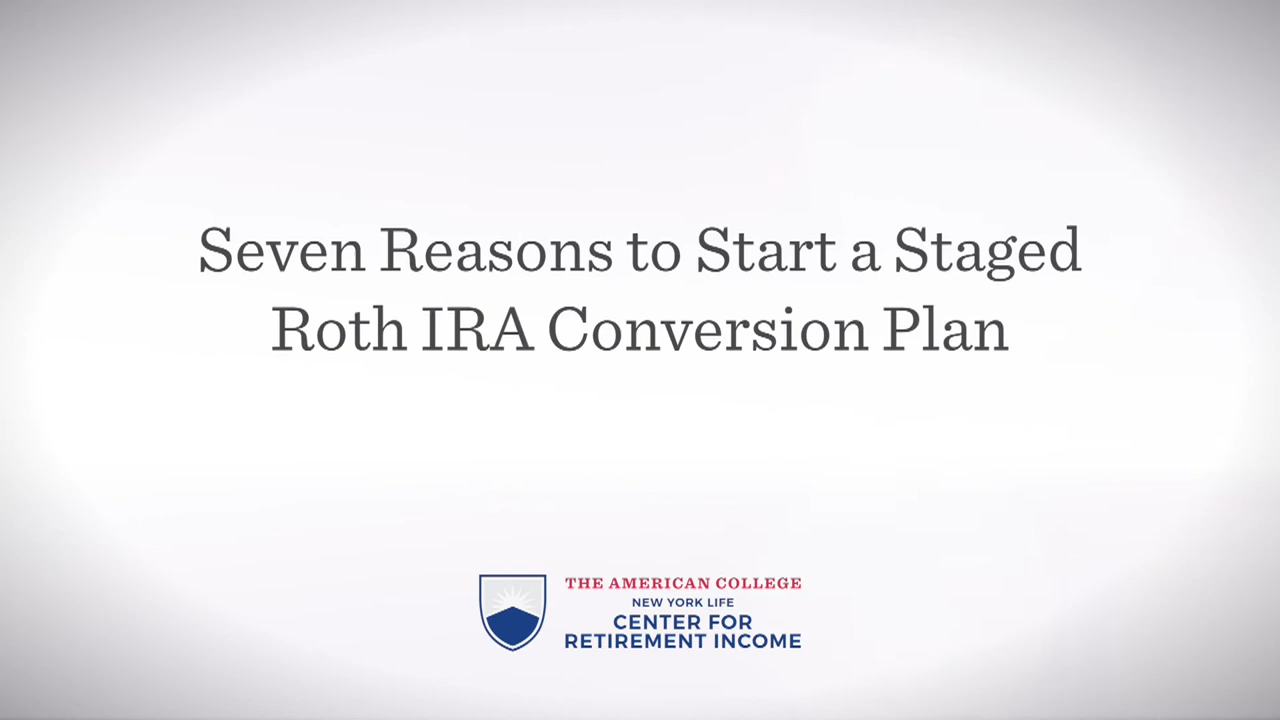 Seven Reasons to Start a Staged
Roth IRA Conversion Plan
THE AMERICAN COLLEGE
NEW YORK LIFE
CENTER FOR
RETIREMENT INCOME